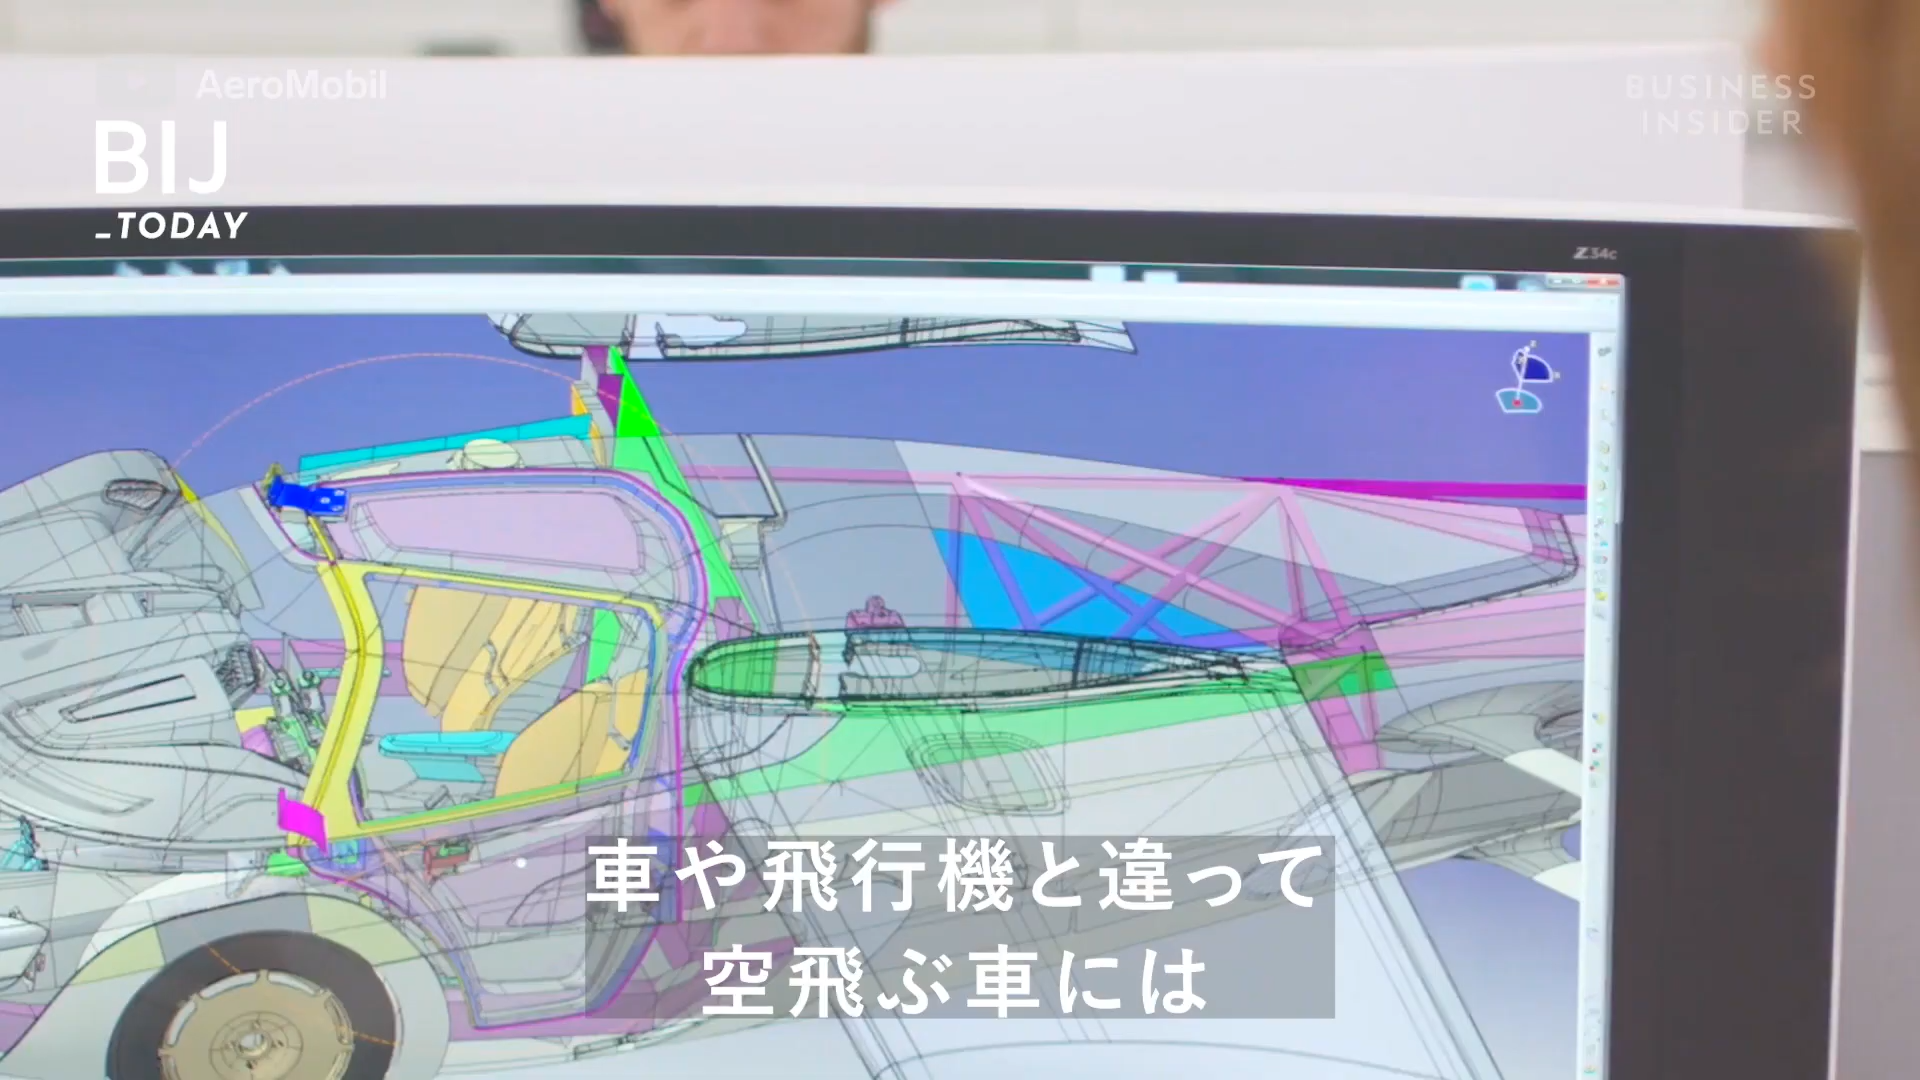 AeroMobil
BUSINESS
INSIDER
BIJ
_TODAY
Z34c
車や飛行機と違って
空飛ぶ車には